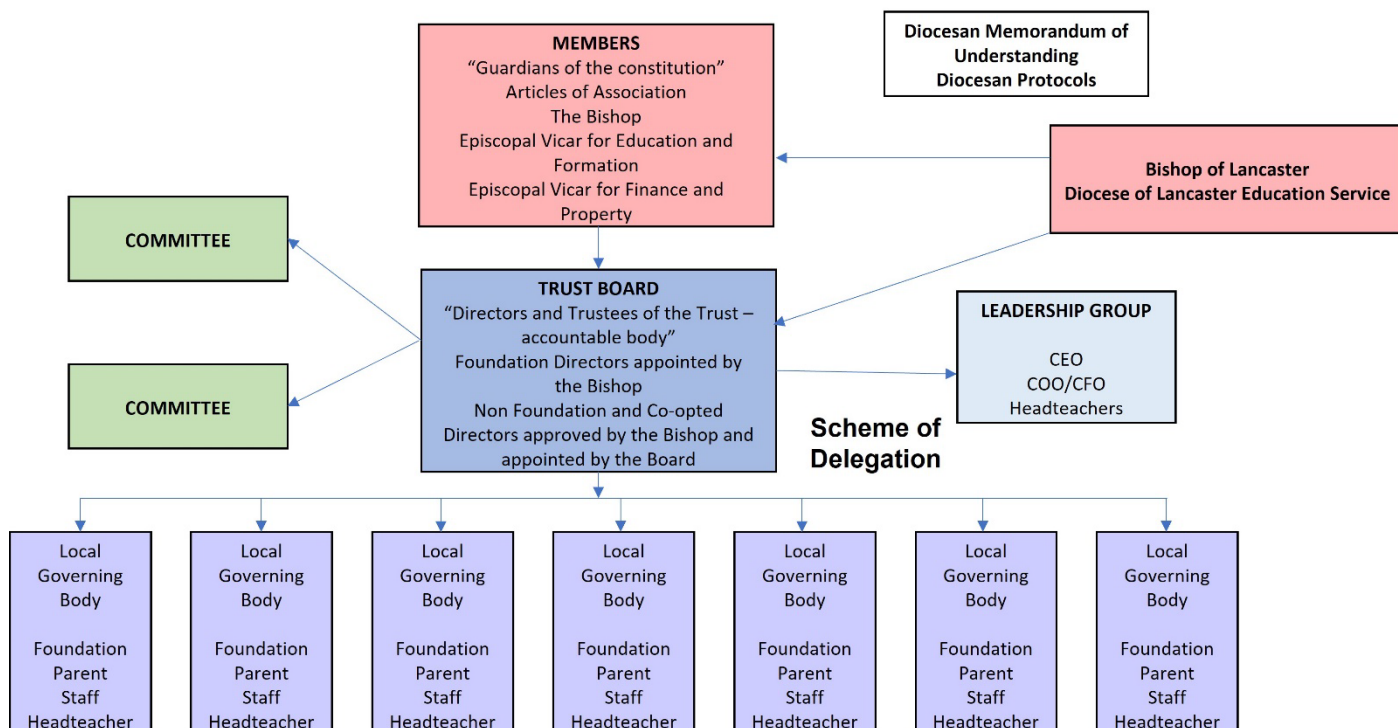 MEMBERS
“Guardians of the constitution”
Articles of Association
The Bishop
Episcopal Vicar for Education and
Formation
Episcopal Vicar for Finance and
Property
Diocesan Memorandum of
Understanding
Diocesan Protocols
Bishop of Lancaster
Diocese of Lancaster Education Service
COMMITTEE
COMMITTEE
TRUST BOARD
“Directors and Trustees of the Trust –
accountable body”
Foundation Directors appointed by
the Bishop
Non Foundation and Co-opted
Directors approved by the Bishop and
appointed by the Board
LEADERSHIP GROUP
CEO
COO/CFO
Headteachers
Scheme of
Delegation
Local
Governing
Body
Foundation
Parent
Staff
Headteacher
Local
Governing
Body
Foundation
Parent
Staff
Headteacher
Local
Governing
Body
Foundation
Parent
Staff
Headteacher
Local
Governing
Body
Foundation
Parent
Staff
Headteacher
Local
Governing
Body
Foundation
Parent
Staff
Headteacher
Local
Governing
Body
Foundation
Parent
Staff
Headteacher
Local
Governing
Body
Foundation
Parent
Staff
Headteacher